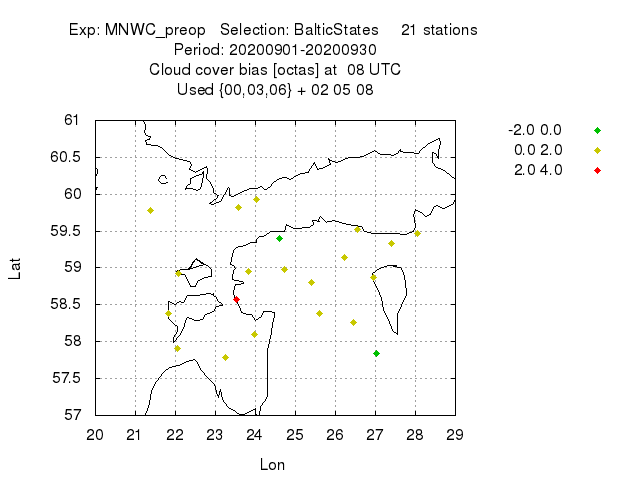 Exp: MNWC_preop   Selection: BalticStates     21 stations
Period: 20200901-20200930
Cloud cover bias [octas] at  08 UTC
Used {00,03,06} + 02 05 08
-2.0 0.0
0.0 2.0
2.0 4.0
61
60.5
60
59.5
59
58.5
58
57.5
57
Lat
20 21 22 23 24 25 26 27 28 29
Lon